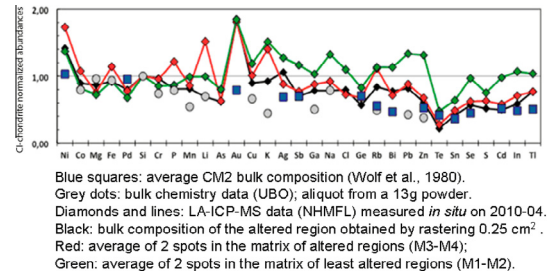 CI-chondrite normalized abundances
2,00
1,00
0,00
Ni Co Mg Fe Pd Si Cr P Mn Li As Au Cu K Ag Sb Ga Na Cl Ge Rb Bi Pb Zn Te Sn Se S Cd In Tl
Blue squares: average CM2 bulk composition (Wolf et al., 1980).
Grey dots: bulk chemistry data (UBO); aliquot from a 13g powder.
Diamonds and lines: LA-ICP-MS data (NHMFL) measured in situ on 2010-04.
Black: bulk composition of the altered region obtained by rastering 0.25 cm² .
Red: average of 2 spots in the matrix of altered regions (M3-M4);
Green: average of 2 spots in the matrix of least altered regions (M1-M2).